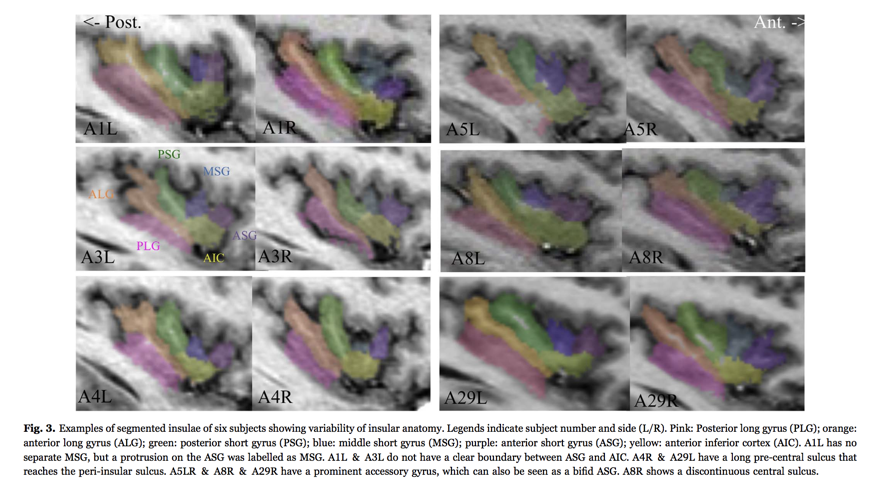 <- Post.
Ant. ->
A1L
A1R
A5L
A5R
PSG
MSG
ALG
ASG
PLG
AIC
A3L
A3R
A8L
A8R
A4L
A4R
A29L
A29R
Fig. 3. Examples of segmented insulae of six subjects showing variability of insular anatomy. Legends indicate subject number and side (L/R). Pink: Posterior long gyrus (PLG); orange:
anterior long gyrus (ALG); green: posterior short gyrus (PSG); blue: middle short gyrus (MSG); purple: anterior short gyrus (ASG); yellow: anterior inferior cortex (AIC). A1L has no
separate MSG, but a protrusion on the ASG was labelled as MSG. A1L & A3L do not have a clear boundary between ASG and AIC. A4R & A29L have a long pre-central sulcus that
reaches the peri-insular sulcus. A5LR & A8R & A29R have a prominent accessory gyrus, which can also be seen as a bifid ASG. A8R shows a discontinuous central sulcus.